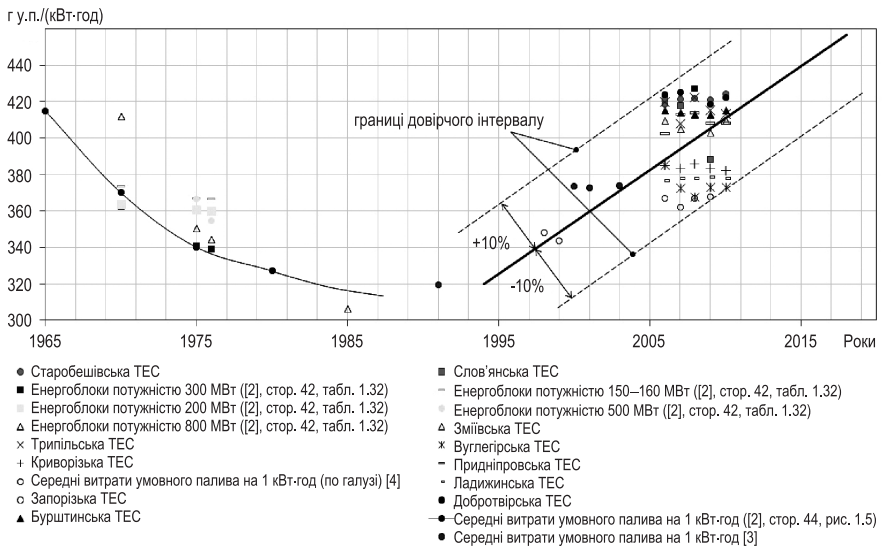 г у.п./(кВт·год)
440
420
400
380
360
340
320
300
границі довірчого інтервалу
+10%
-10%
1965
1975
1985
1995
2005
2015
Роки
Старобешівська ТЕС
Енергоблоки потужністю 300 МВт ([2], стор. 42, табл. 1.32)
Енергоблоки потужністю 200 МВт ([2], стор. 42, табл. 1.32)
Енергоблоки потужністю 800 МВт ([2], стор. 42, табл. 1.32)
Трипільська ТЕС
Криворізька ТЕС
Середні витрати умовного палива на 1 кВт·год (по галузі) [4]
Запорізька ТЕС
Бурштинська ТЕС
Слов'янська ТЕС
Енергоблоки потужністю 150—160 МВт ([2], стор. 42, табл. 1.32)
Енергоблоки потужністю 500 МВт ([2], стор. 42, табл. 1.32)
Зміївська ТЕС
Вуглегірська ТЕС
Придніпровська ТЕС
Ладижинська ТЕС
Добротвірська ТЕС
Середні витрати умовного палива на 1 кВт·год ([2], стор. 44, рис. 1.5)
Середні витрати умовного палива на 1 кВт·год [3]